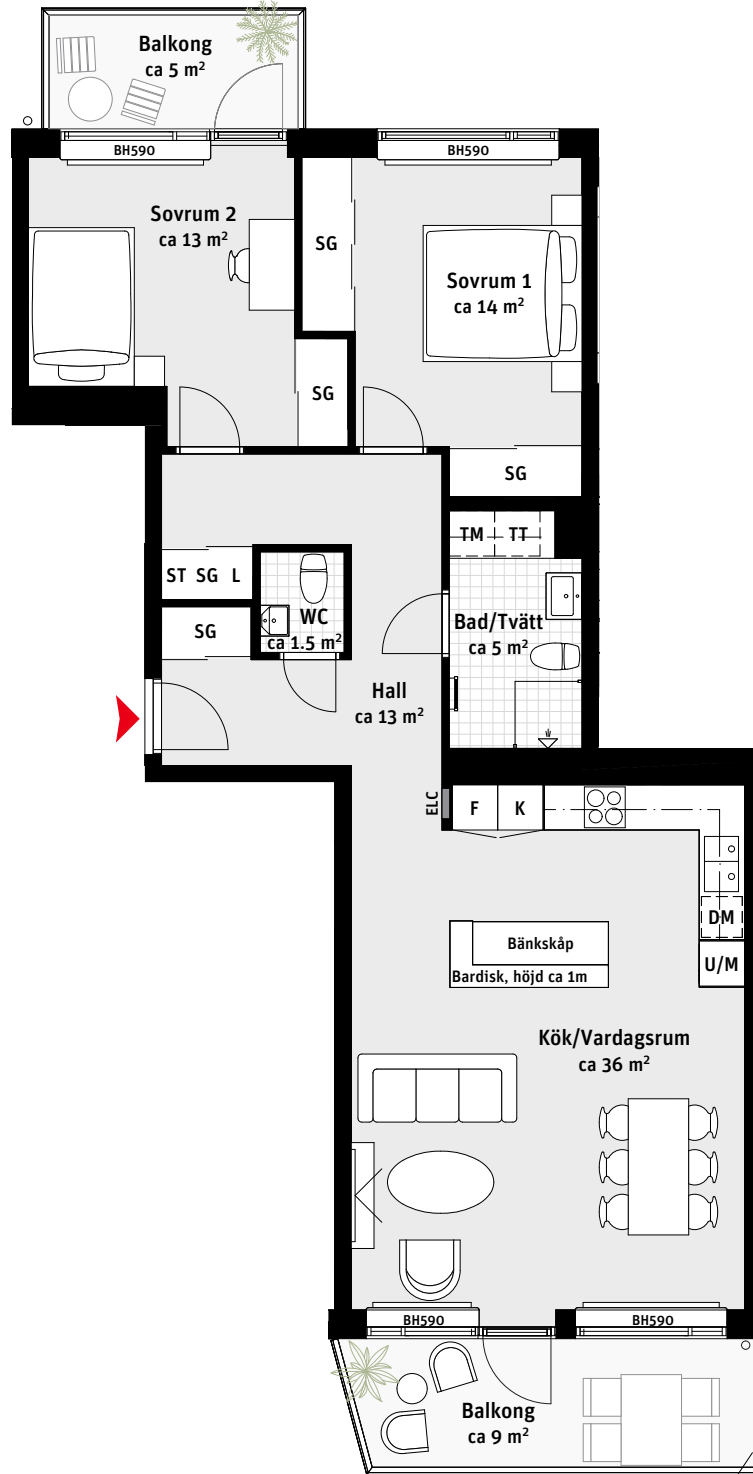 Balkong
ca 5 m²
BH590
BH590
Sovrum 2
ca 13 m²
SG
Sovrum 1
ca 14 m²
SG
SG
TM TT
ST SG L
WC
ca 1.5 m²
Bad/Tvätt
ca 5 m²
SG
Hall
ca 13 m²
ELC
F
K
DM
Bänkskåp
U/M
Bardisk, höjd ca 1m
Kök/Vardagsrum
ca 36 m²
BH590
BH590
Balkong
ca 9 m²